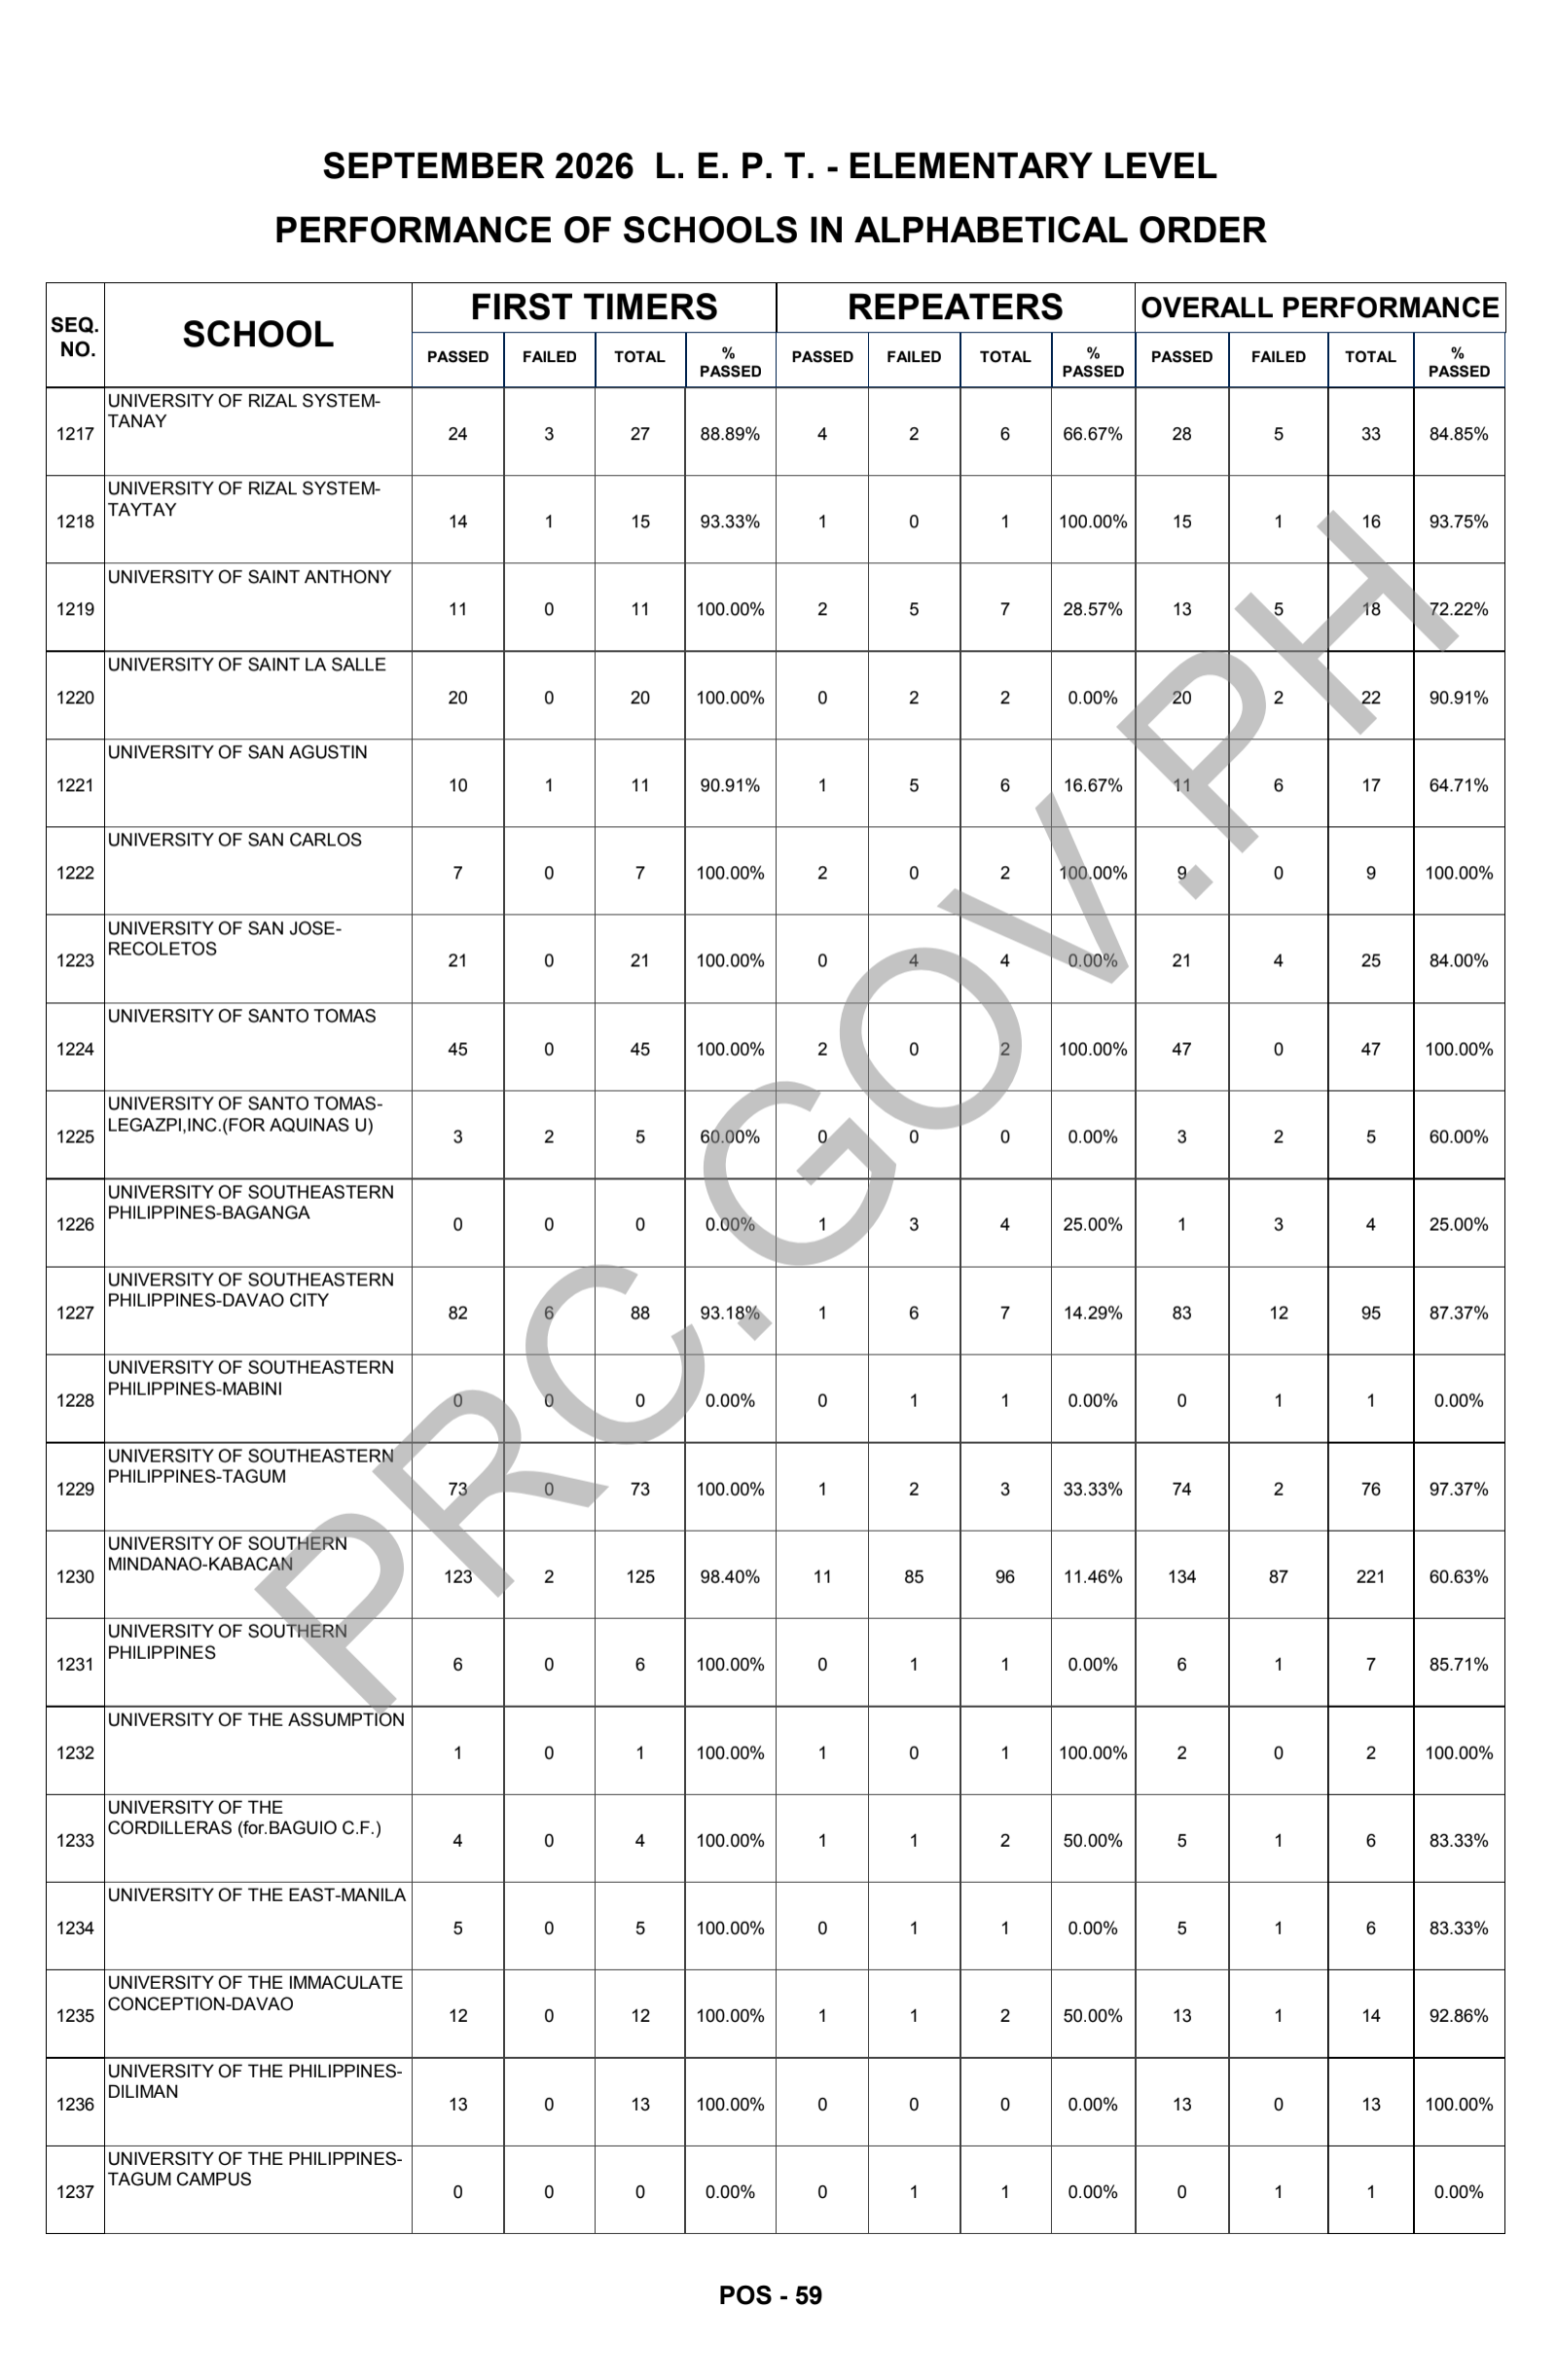 SEPTEMBER 2026 L. E. P. T. - ELEMENTARY LEVEL
PERFORMANCE OF SCHOOLS IN ALPHABETICAL ORDER
SEQ. NO. SCHOOL FIRST TIMERS REPEATERS OVERALL PERFORMANCE
PASSED FAILED TOTAL % PASSED PASSED FAILED TOTAL % PASSED PASSED FAILED TOTAL % PASSED
1217 UNIVERSITY OF RIZAL SYSTEM-TANAY 24 3 27 88.89% 4 2 6 66.67% 28 5 33 84.85%
1218 UNIVERSITY OF RIZAL SYSTEM-TAYTAY 14 1 15 93.33% 1 0 1 100.00% 15 1 16 93.75%
1219 UNIVERSITY OF SAINT ANTHONY 11 0 11 100.00% 2 5 7 28.57% 13 5 18 72.22%
1220 UNIVERSITY OF SAINT LA SALLE 20 0 20 100.00% 0 2 2 0.00% 20 2 22 90.91%
1221 UNIVERSITY OF SAN AGUSTIN 10 1 11 90.91% 1 5 6 16.67% 11 6 17 64.71%
1222 UNIVERSITY OF SAN CARLOS 7 0 7 100.00% 2 0 2 100.00% 9 0 9 100.00%
1223 UNIVERSITY OF SAN JOSE-RECOLETOS 21 0 21 100.00% 0 4 4 0.00% 21 4 25 84.00%
1224 UNIVERSITY OF SANTO TOMAS 45 0 45 100.00% 2 0 2 100.00% 47 0 47 100.00%
1225 UNIVERSITY OF SANTO TOMAS-LEGAZPI,INC.(FOR AQUINAS U) 3 2 5 60.00% 0 0 0 0.00% 3 2 5 60.00%
1226 UNIVERSITY OF SOUTHEASTERN PHILIPPINES-BAGANGA 0 0 0 0.00% 1 3 4 25.00% 1 3 4 25.00%
1227 UNIVERSITY OF SOUTHEASTERN PHILIPPINES-DAVAO CITY 82 6 88 93.18% 1 6 7 14.29% 83 12 95 87.37%
1228 UNIVERSITY OF SOUTHEASTERN PHILIPPINES-MABINI 0 0 0 0.00% 0 1 1 0.00% 0 1 1 0.00%
1229 UNIVERSITY OF SOUTHEASTERN PHILIPPINES-TAGUM 73 0 73 100.00% 1 2 3 33.33% 74 2 76 97.37%
1230 UNIVERSITY OF SOUTHERN MINDANAO-KABACAN 123 2 125 98.40% 11 85 96 11.46% 134 87 221 60.63%
1231 UNIVERSITY OF SOUTHERN PHILIPPINES 6 0 6 100.00% 0 1 1 0.00% 6 1 7 85.71%
1232 UNIVERSITY OF THE ASSUMPTION 1 0 1 100.00% 1 0 1 100.00% 2 0 2 100.00%
1233 UNIVERSITY OF THE CORDILLERAS (for.BAGUIO C.F.) 4 0 4 100.00% 1 1 2 50.00% 5 1 6 83.33%
1234 UNIVERSITY OF THE EAST-MANILA 5 0 5 100.00% 0 1 1 0.00% 5 1 6 83.33%
1235 UNIVERSITY OF THE IMMACULATE CONCEPTION-DAVAO 12 0 12 100.00% 1 1 2 50.00% 13 1 14 92.86%
1236 UNIVERSITY OF THE PHILIPPINES-DILIMAN 13 0 13 100.00% 0 0 0 0.00% 13 0 13 100.00%
1237 UNIVERSITY OF THE PHILIPPINES-TAGUM CAMPUS 0 0 0 0.00% 0 1 1 0.00% 0 1 1 0.00%
PRC.GOV.PH
POS - 59